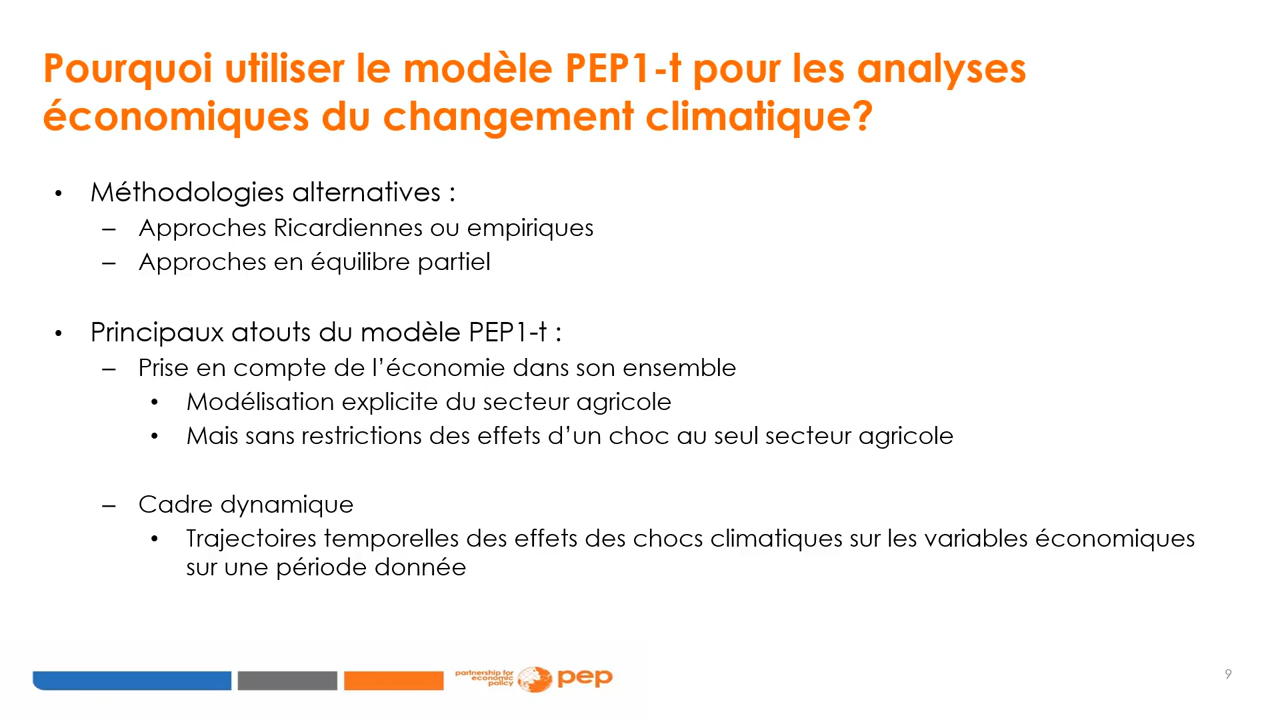 Pourquoi utiliser le modèle PEP1-t pour les analyses
économiques du changement climatique?
• Méthodologies alternatives :
– Approches Ricardiennes ou empiriques
– Approches en équilibre partiel
• Principaux atouts du modèle PEP1-t :
– Prise en compte de l’économie dans son ensemble
• Modélisation explicite du secteur agricole
• Mais sans restrictions des effets d’un choc au seul secteur agricole
– Cadre dynamique
• Trajectoires temporelles des effets des chocs climatiques sur les variables économiques
sur une période donnée
partnership for
economic
policy
pep
9